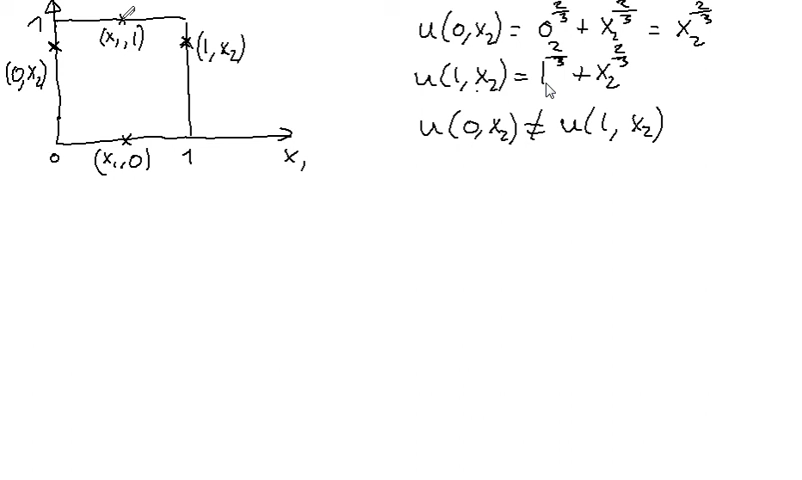 1
(x₁,1)
(0,x₂)
(1,x₂)
0
(x₁,0)
1
x₁
u(0,x₂) = 0^{2/3} + x₂^{2/3} = x₂^{2/3}
u(1,x₂) = 1^{2/3} + x₂^{2/3}
u(0,x₂) ≠ u(1,x₂)